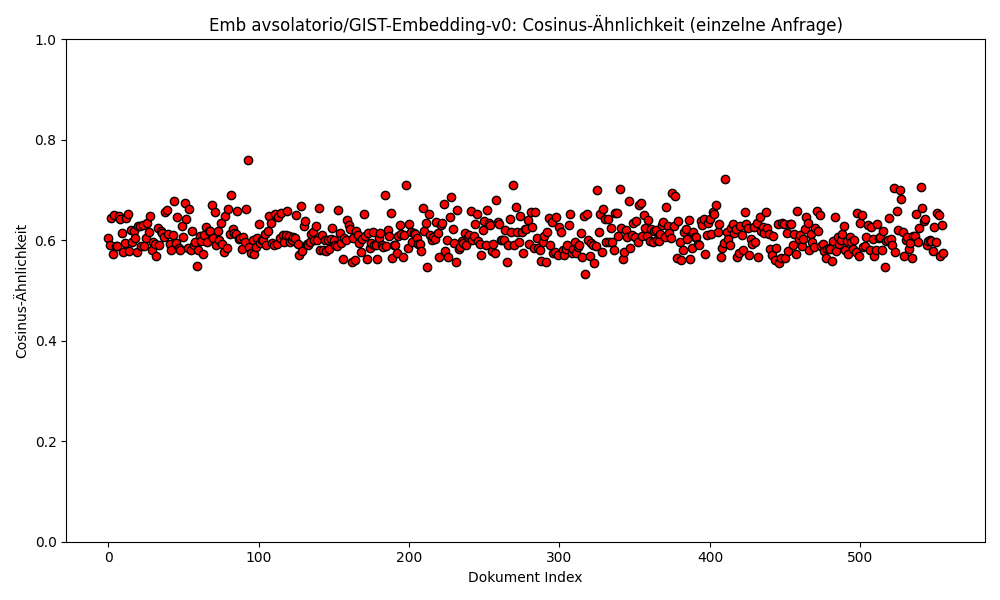 Emb avsolatorio/GIST-Embedding-v0: Cosinus-Ähnlichkeit (einzelne Anfrage)
1.0
0.8
0.6
0.4
0.2
0.0
Cosinus-Ähnlichkeit
0 100 200 300 400 500
Dokument Index